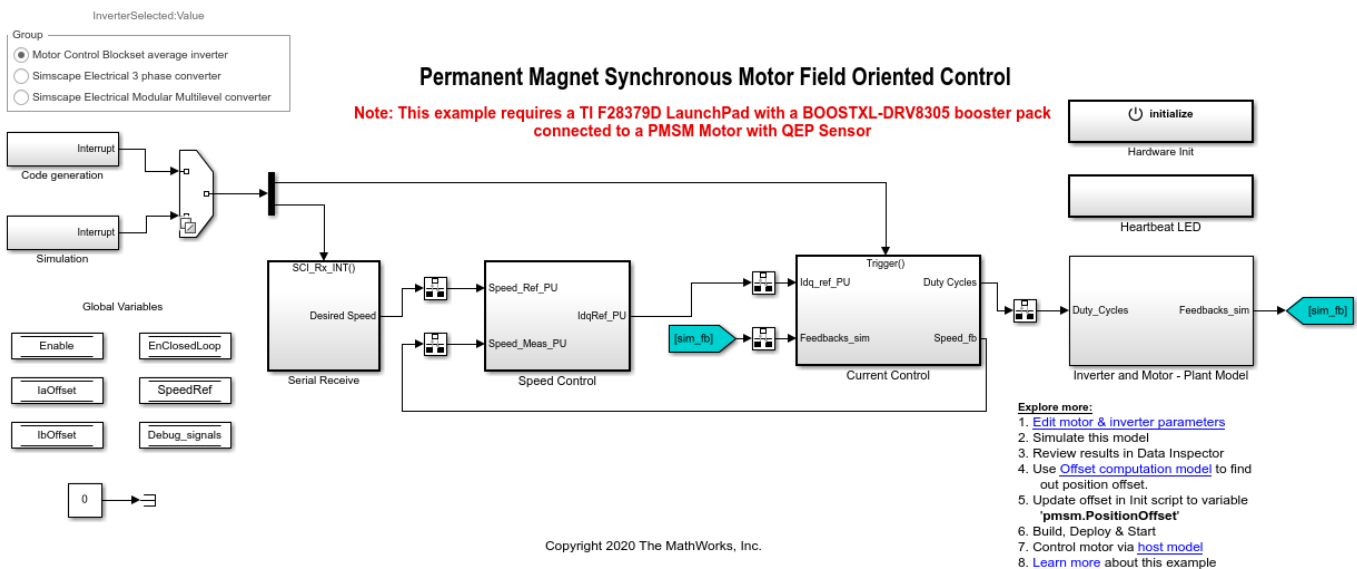 InverterSelected:Value
Group
Motor Control Blockset average inverter
Simscape Electrical 3 phase converter
Simscape Electrical Modular Multilevel converter
Permanent Magnet Synchronous Motor Field Oriented Control
Note: This example requires a TI F28379D LaunchPad with a BOOSTXL-DRV8305 booster pack
connected to a PMSM Motor with QEP Sensor
initialize
Hardware Init
Heartbeat LED
Interrupt
Code generation
Interrupt
Simulation
SCI_Rx_INT()
Desired Speed
Serial Receive
Speed_Ref_PU
IdqRef_PU
Speed_Meas_PU
Speed Control
[sim_fb]
Trigger()
Idq_ref_PU
Duty Cycles
Feedbacks_sim
Speed_fb
Current Control
Duty_Cycles
Feedbacks_sim
Inverter and Motor - Plant Model
[sim_fb]
Global Variables
Enable
EnClosedLoop
IaOffset
SpeedRef
IbOffset
Debug_signals
0
Explore more:
1. Edit motor & inverter parameters
2. Simulate this model
3. Review results in Data Inspector
4. Use Offset computation model to find
out position offset.
5. Update offset in Init script to variable
'pmsm.PositionOffset'
6. Build, Deploy & Start
7. Control motor via host model
8. Learn more about this example
Copyright 2020 The MathWorks, Inc.